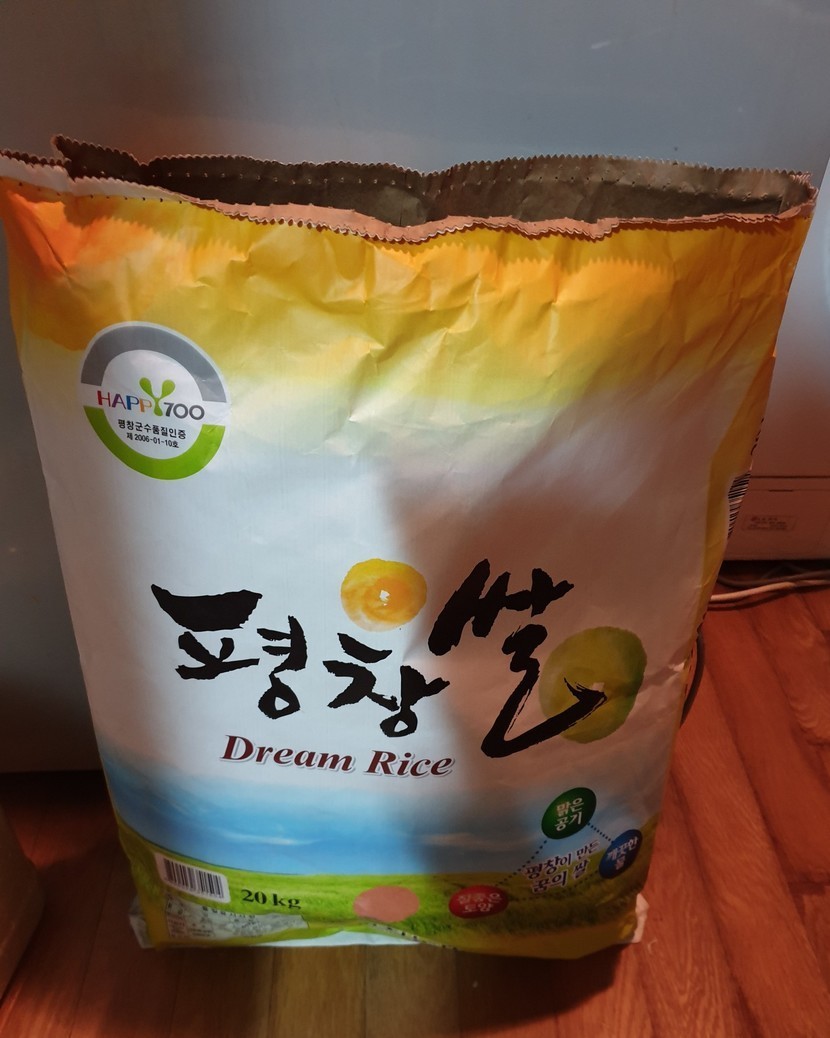 HAPPY700
평창군수품질인증
제 2006-01-10호
평창쌀
Dream Rice
맑은
공기
깨끗한
물
평창이 만든
꿈의 쌀
토양
20 kg